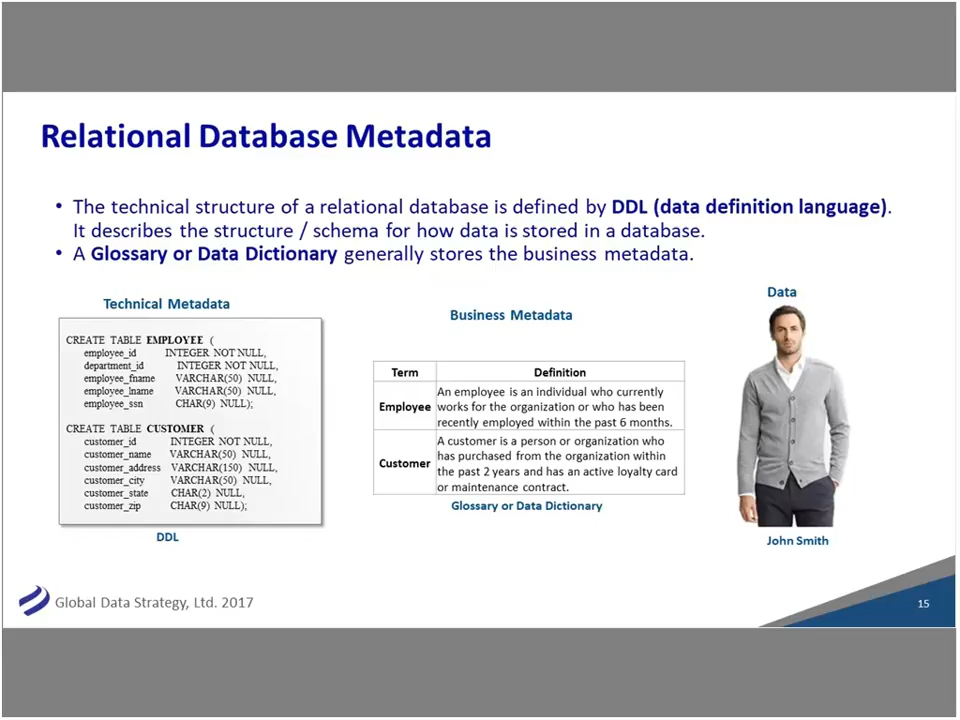 Relational Database Metadata
• The technical structure of a relational database is defined by DDL (data definition language).
It describes the structure / schema for how data is stored in a database.
• A Glossary or Data Dictionary generally stores the business metadata.
Technical Metadata
CREATE TABLE EMPLOYEE (
employee_id INTEGER NOT NULL,
department_id INTEGER NOT NULL,
employee_fname VARCHAR(50) NULL,
employee_lname VARCHAR(50) NULL,
employee_ssn CHAR(9) NULL);
CREATE TABLE CUSTOMER (
customer_id INTEGER NOT NULL,
customer_name VARCHAR(50) NULL,
customer_address VARCHAR(150) NULL,
customer_city VARCHAR(50) NULL,
customer_state CHAR(2) NULL,
customer_zip CHAR(9) NULL);
DDL
Business Metadata
Term Definition
Employee
An employee is an individual who currently
works for the organization or who has been
recently employed within the past 6 months.
Customer
A customer is a person or organization who
has purchased from the organization within
the past 2 years and has an active loyalty card
or maintenance contract.
Glossary or Data Dictionary
Data
John Smith
Global Data Strategy, Ltd. 2017
15